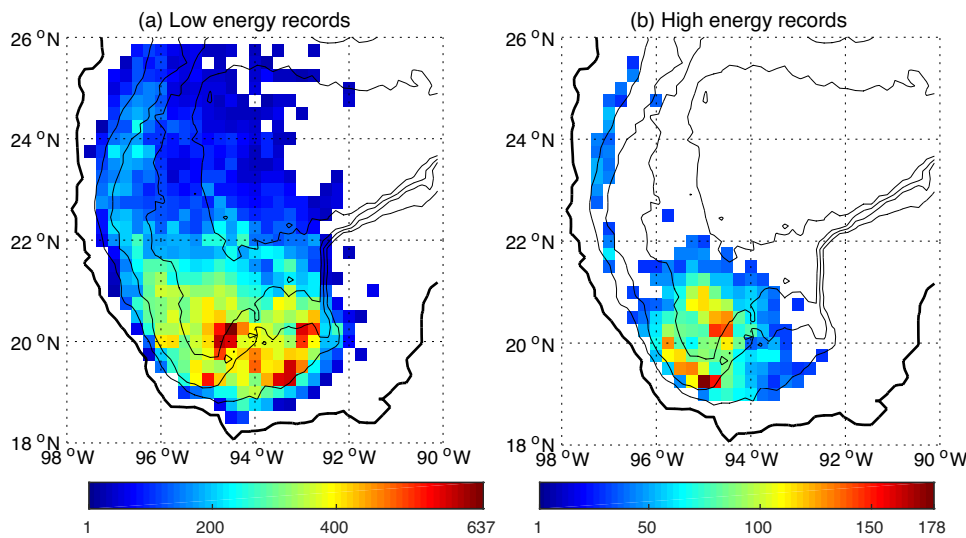 (a) Low energy records
(b) High energy records
26 °N
24 °N
22 °N
20 °N
18 °N
98 °W 96 °W 94 °W 92 °W 90 °W
26 °N
24 °N
22 °N
20 °N
18 °N
98 °W 96 °W 94 °W 92 °W 90 °W
1 200 400 637
1 50 100 150 178